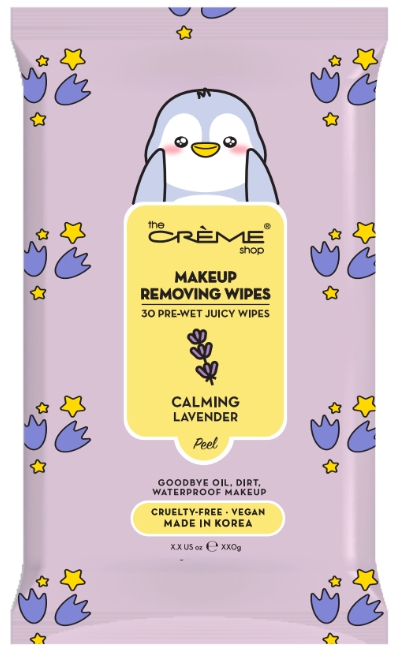 the
CRÈME®
shop
MAKEUP
REMOVING WIPES
30 PRE-WET JUICY WIPES
CALMING
LAVENDER
Peel
GOODBYE OIL, DIRT,
WATERPROOF MAKEUP
CRUELTY-FREE · VEGAN
MADE IN KOREA
X.X US oz ℮ XX0g